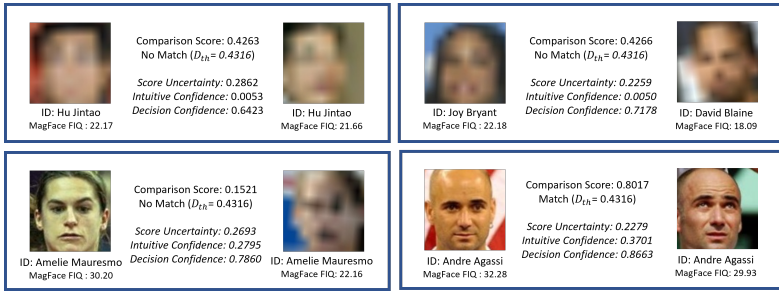 Comparison Score: 0.4263
No Match (Dth= 0.4316)
Score Uncertainty: 0.2862
Intuitive Confidence: 0.0053
Decision Confidence: 0.6423
ID: Hu Jintao
MagFace FIQ : 22.17
ID: Hu Jintao
MagFace FIQ : 21.66
Comparison Score: 0.4266
No Match (Dth= 0.4316)
Score Uncertainty: 0.2259
Intuitive Confidence: 0.0050
Decision Confidence: 0.7178
ID: Joy Bryant
MagFace FIQ : 22.18
ID: David Blaine
MagFace FIQ: 18.09
Comparison Score: 0.1521
No Match (Dth= 0.4316)
Score Uncertainty: 0.2693
Intuitive Confidence: 0.2795
Decision Confidence: 0.7860
ID: Amelie Mauresmo
MagFace FIQ : 30.20
ID: Amelie Mauresmo
MagFace FIQ: 22.16
Comparison Score: 0.8017
Match (Dth= 0.4316)
Score Uncertainty: 0.2279
Intuitive Confidence: 0.3701
Decision Confidence: 0.8663
ID: Andre Agassi
MagFace FIQ : 32.28
ID: Andre Agassi
MagFace FIQ: 29.93